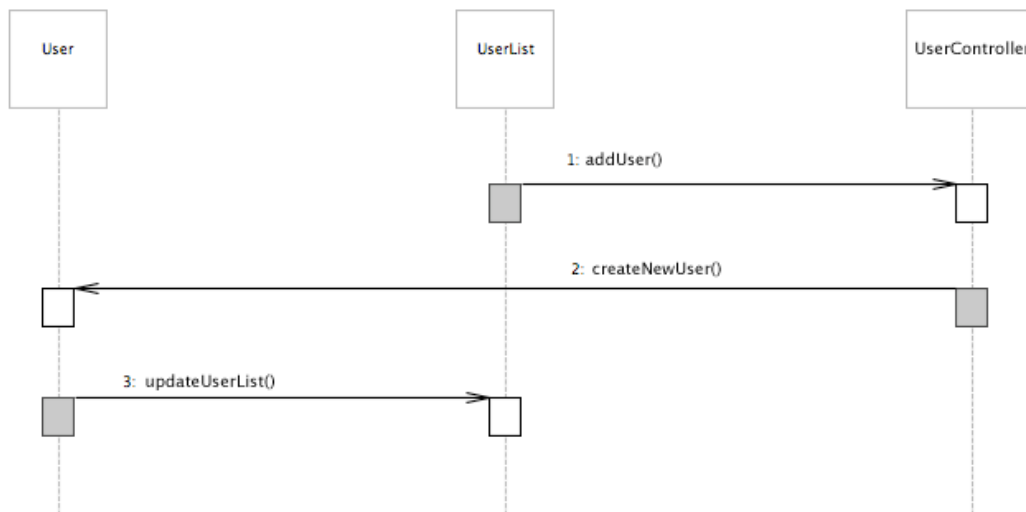 User
UserList
UserController
1: addUser()
2: createNewUser()
3: updateUserList()